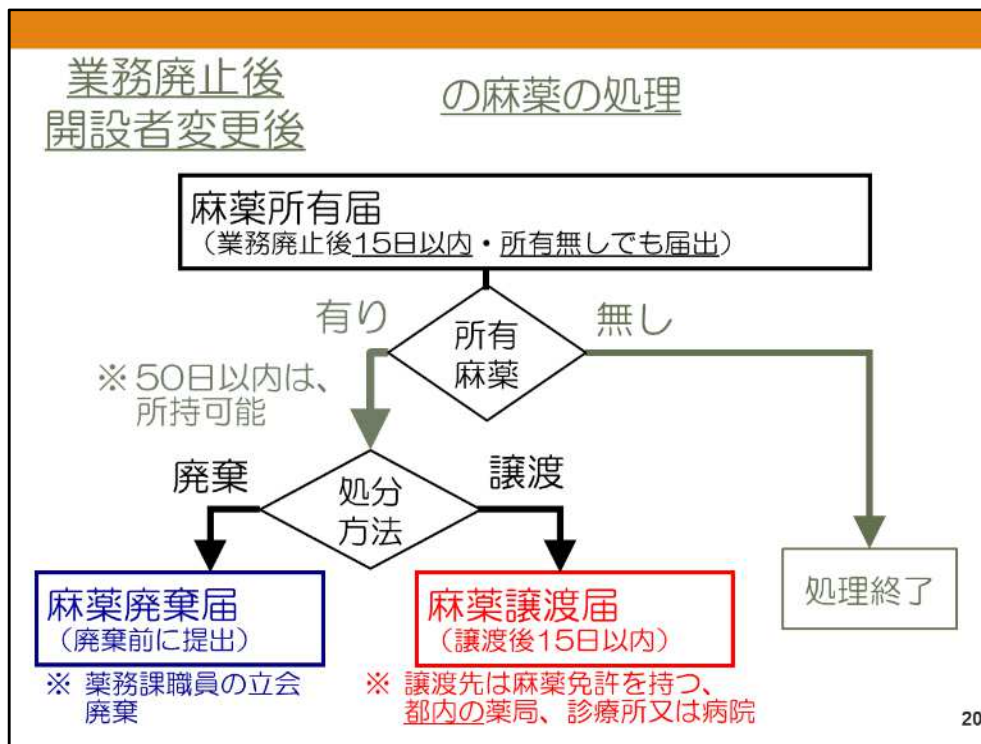 業務廃止後
開設者変更後
の麻薬の処理
麻薬所有届
（業務廃止後15日以内・所有無しでも届出）
有り
無し
所有
麻薬
※ 50日以内は、
所持可能
廃棄
譲渡
処分
方法
麻薬廃棄届
（廃棄前に提出）
麻薬譲渡届
（譲渡後15日以内）
処理終了
※ 薬務課職員の立会
廃棄
※ 譲渡先は麻薬免許を持つ、
都内の薬局、診療所又は病院
20